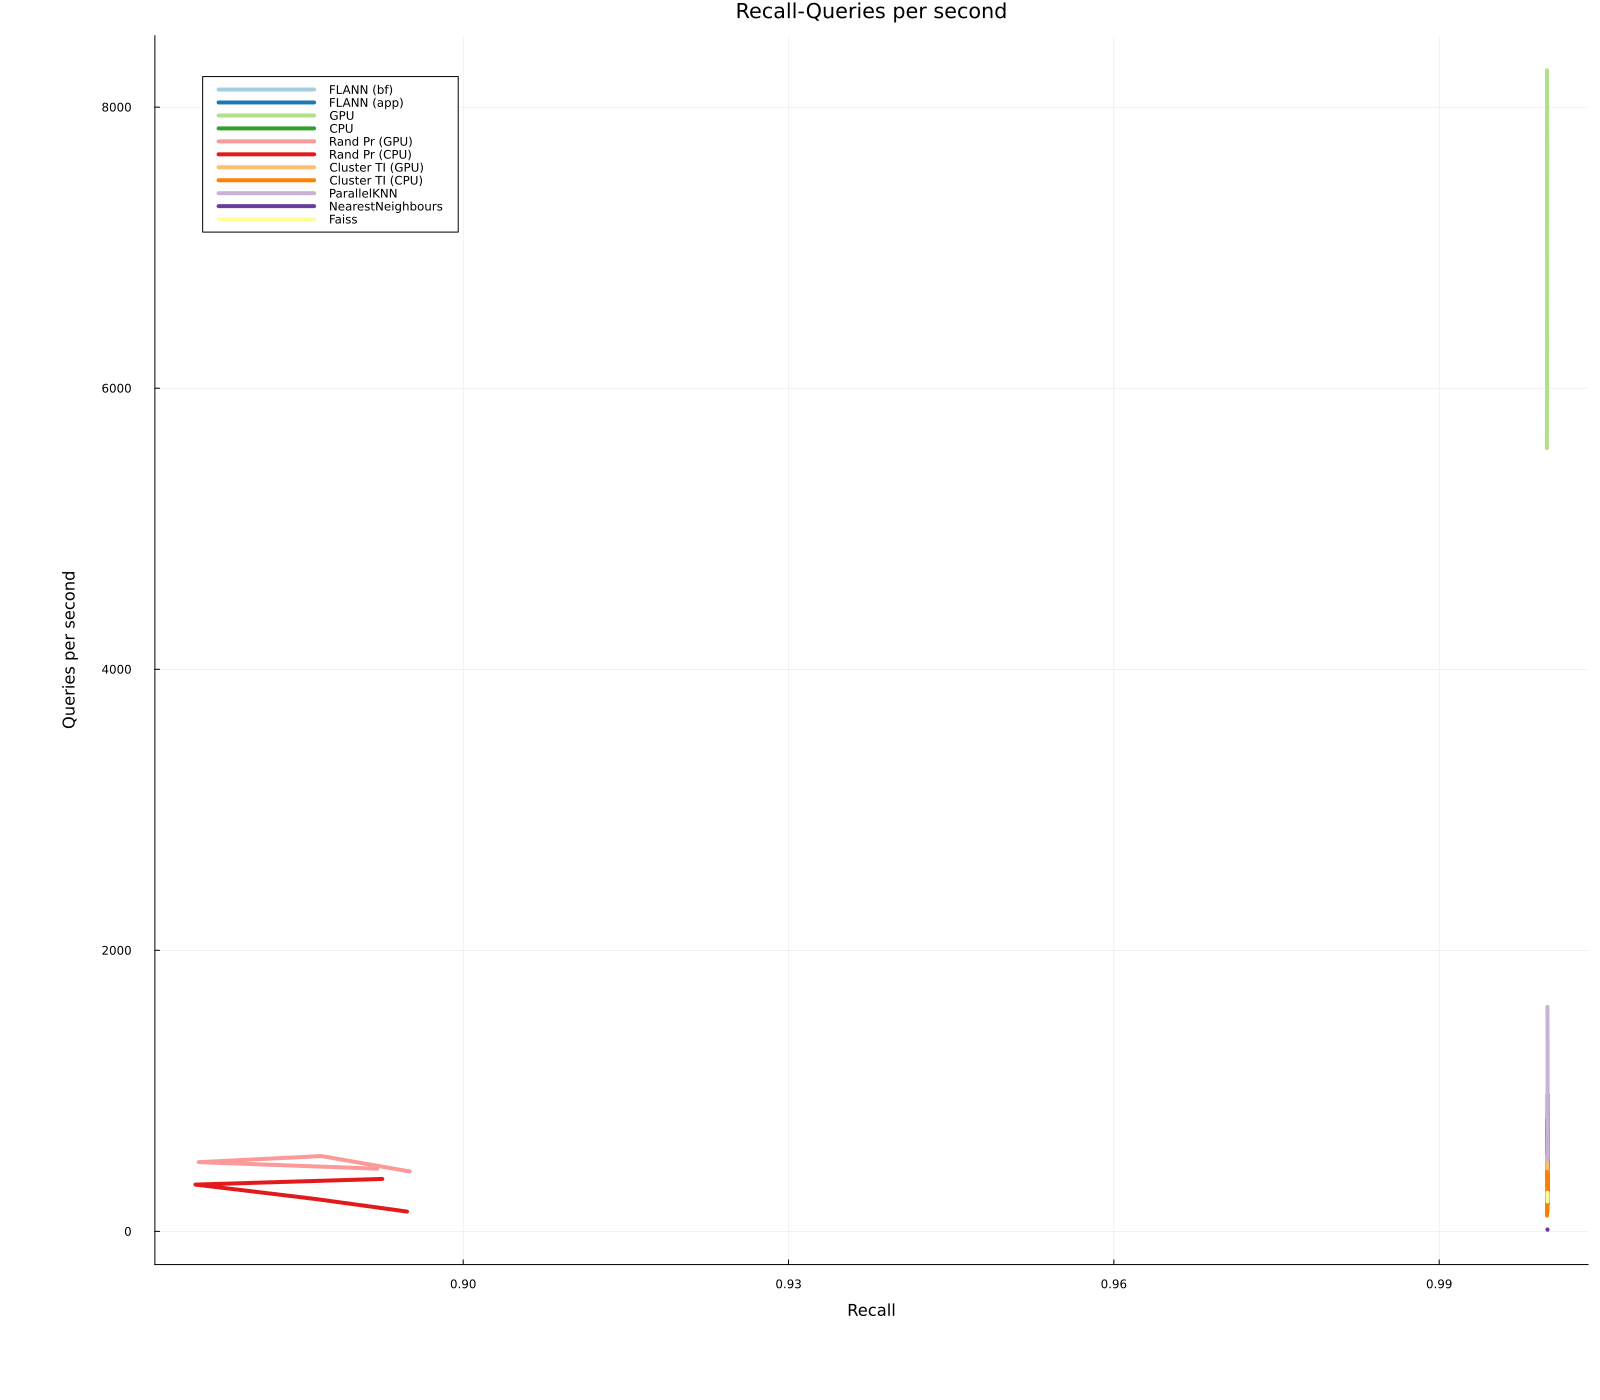 Recall-Queries per second
FLANN (bf)
FLANN (app)
GPU
CPU
Rand Pr (GPU)
Rand Pr (CPU)
Cluster TI (GPU)
Cluster TI (CPU)
ParallelKNN
NearestNeighbours
Faiss
8000
6000
4000
2000
0
Queries per second
0.90
0.93
0.96
0.99
Recall